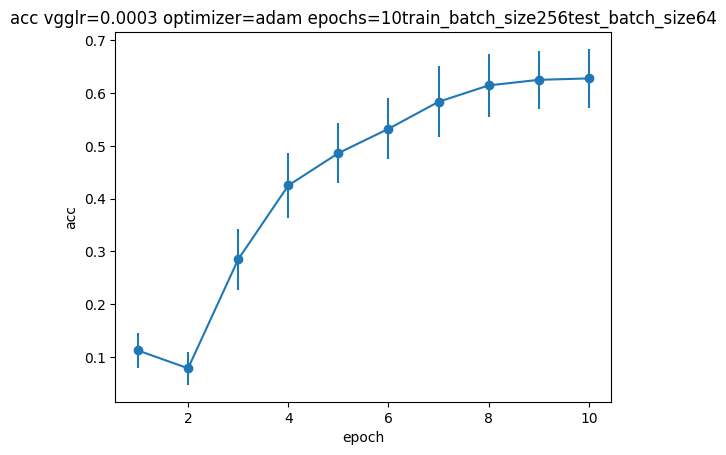 acc vgglr=0.0003 optimizer=adam epochs=10train_batch_size256test_batch_size64
0.7
0.6
0.5
0.4
0.3
0.2
0.1
acc
2 4 6 8 10
epoch